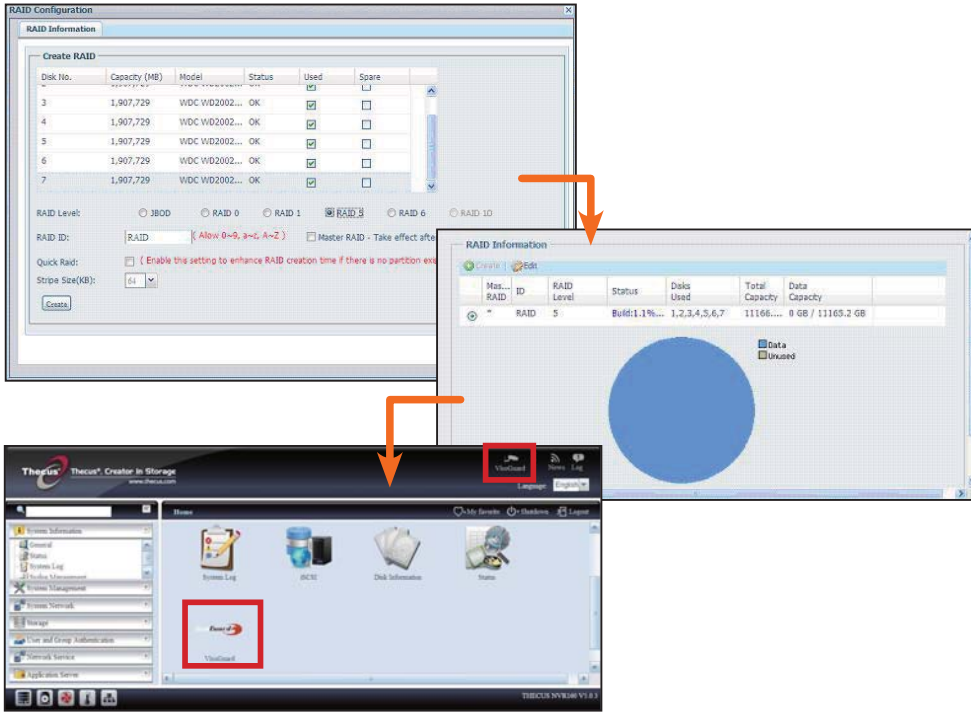 RAID Configuration
RAID Information
Create RAID
Disk No. Capacity (MB) Model Status Used Spare
3 1,907,729 WDC WD2002... OK
4 1,907,729 WDC WD2002... OK
5 1,907,729 WDC WD2002... OK
6 1,907,729 WDC WD2002... OK
7 1,907,729 WDC WD2002... OK
RAID Level: JBOD RAID 0 RAID 1 RAID 5 RAID 6 RAID 10
RAID ID: RAID ( Allow 0~9, a~z, A~Z ) Master RAID - Take effect afte
Quick Raid: ( Enable this setting to enhance RAID creation time if there is no partition exis
Stripe Size(KB): 64
Create
RAID Information
Create Edit
Mas... RAID ID RAID Level Status Disks Used Total Capacity Data Capacity
* RAID 5 Build:1.1%... 1,2,3,4,5,6,7 11166.... 0 GB / 11165.2 GB
Data
Unused
Thecus Thecus®, Creator in Storage
www.thecus.com
VisoGuard News Log
Language English
Home My favorite Shutdown Logout
System Information
General
Status
System Log
System Management
System Network
Storage
User and Group Authentication
Network Service
Application Server
System Log iSCSI Disk Information Status
VisoGuard